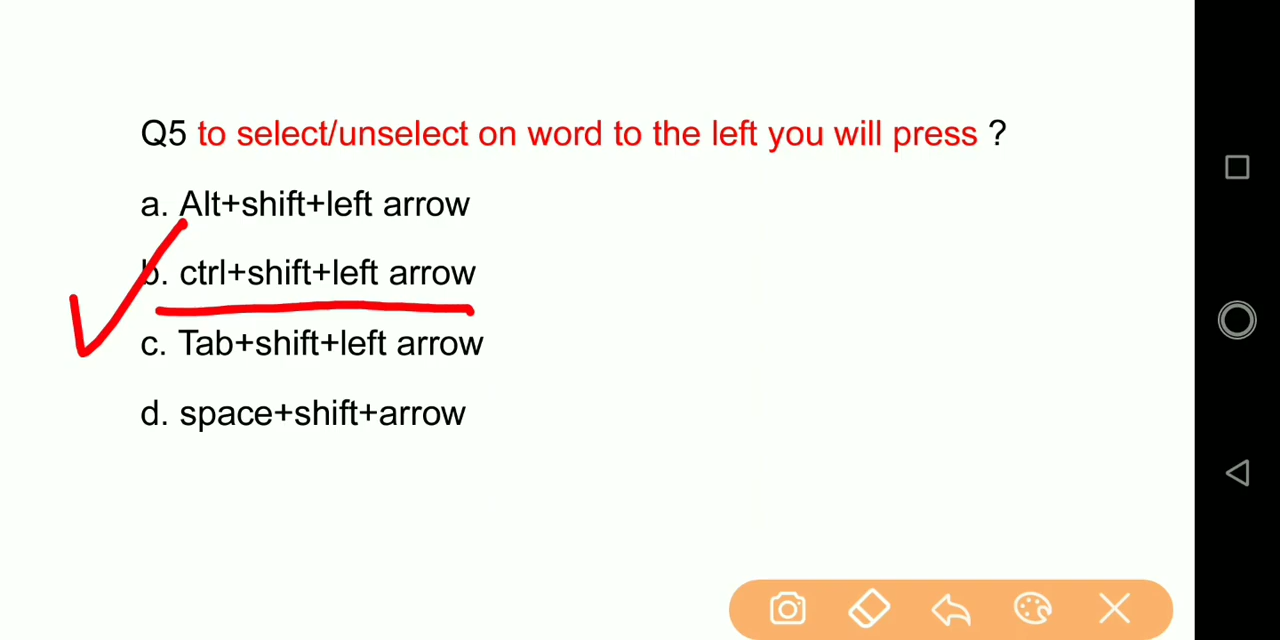 Q5 to select/unselect on word to the left you will press ?
a. Alt+shift+left arrow
b. ctrl+shift+left arrow
c. Tab+shift+left arrow
d. space+shift+arrow